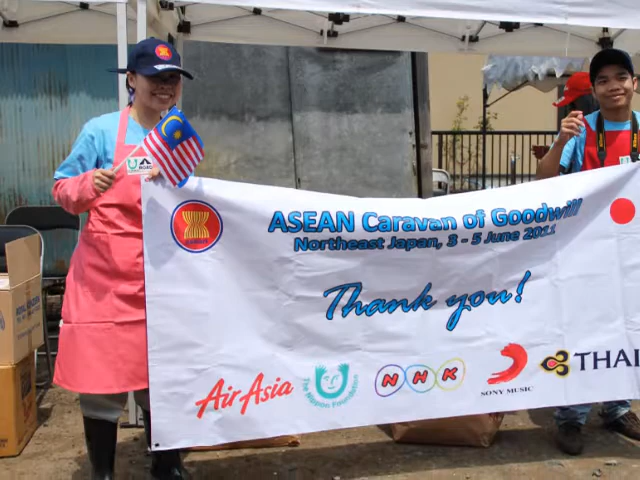 ASEAN Caravan of Goodwill
Northeast Japan, 3 - 5 June 2011
Thank you!
AirAsia
The Nippon Foundation
NHK
SONY MUSIC
THAI